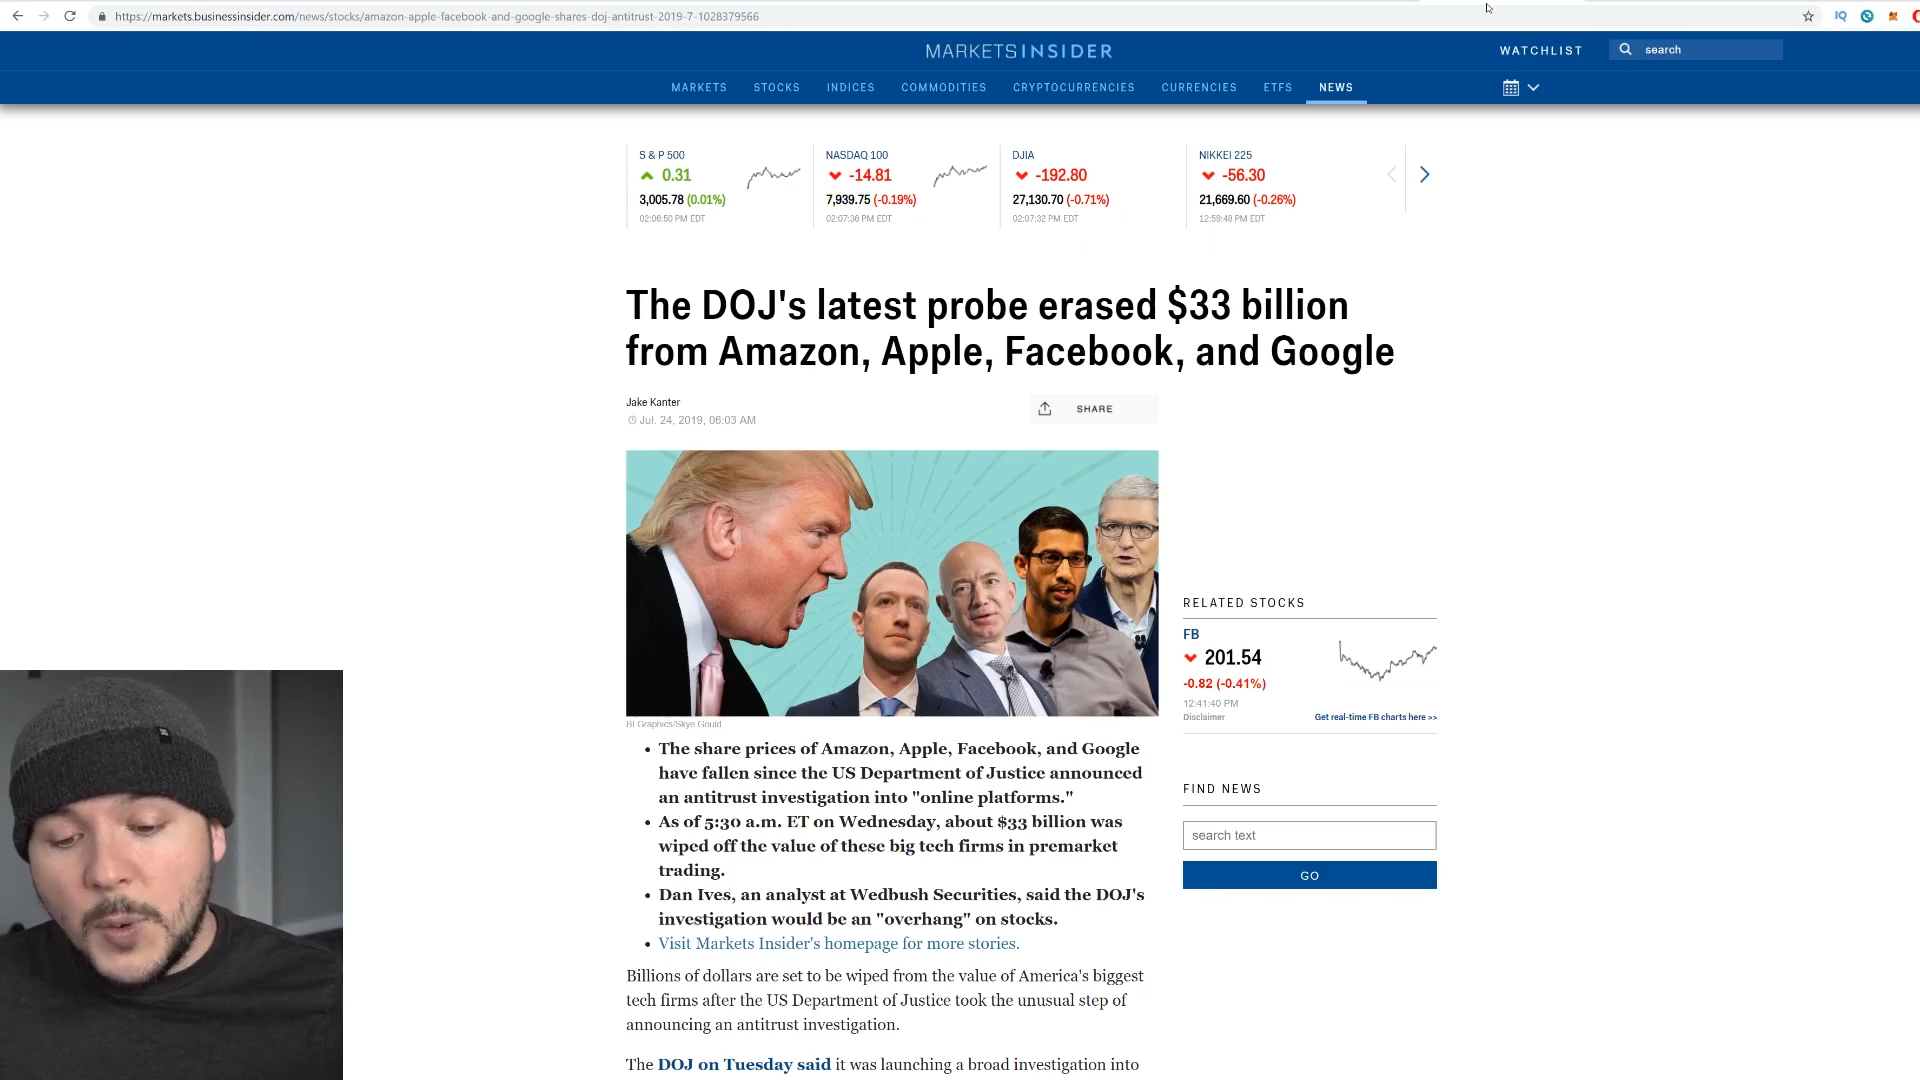 https://markets.businessinsider.com/news/stocks/amazon-apple-facebook-and-google-shares-doj-antitrust-2019-7-1028379566
IQ
MARKETS INSIDER
WATCHLIST
search
MARKETS STOCKS INDICES COMMODITIES CRYPTOCURRENCIES CURRENCIES ETFS NEWS
S & P 500
0.31
3,005.78 (0.01%)
02:06:50 PM EDT
NASDAQ 100
-14.81
7,939.75 (-0.19%)
02:07:36 PM EDT
DJIA
-192.80
27,130.70 (-0.71%)
02:07:32 PM EDT
NIKKEI 225
-56.30
21,669.60 (-0.26%)
12:59:48 PM EDT
The DOJ's latest probe erased $33 billion
from Amazon, Apple, Facebook, and Google
Jake Kanter
Jul. 24, 2019, 06:03 AM
SHARE
BI Graphics/Skye Gould
• The share prices of Amazon, Apple, Facebook, and Google
have fallen since the US Department of Justice announced
an antitrust investigation into "online platforms."
• As of 5:30 a.m. ET on Wednesday, about $33 billion was
wiped off the value of these big tech firms in premarket
trading.
• Dan Ives, an analyst at Wedbush Securities, said the DOJ's
investigation would be an "overhang" on stocks.
• Visit Markets Insider's homepage for more stories.
Billions of dollars are set to be wiped from the value of America's biggest
tech firms after the US Department of Justice took the unusual step of
announcing an antitrust investigation.
The DOJ on Tuesday said it was launching a broad investigation into
RELATED STOCKS
FB
201.54
-0.82 (-0.41%)
12:41:40 PM
Disclaimer
Get real-time FB charts here >>
FIND NEWS
search text
GO